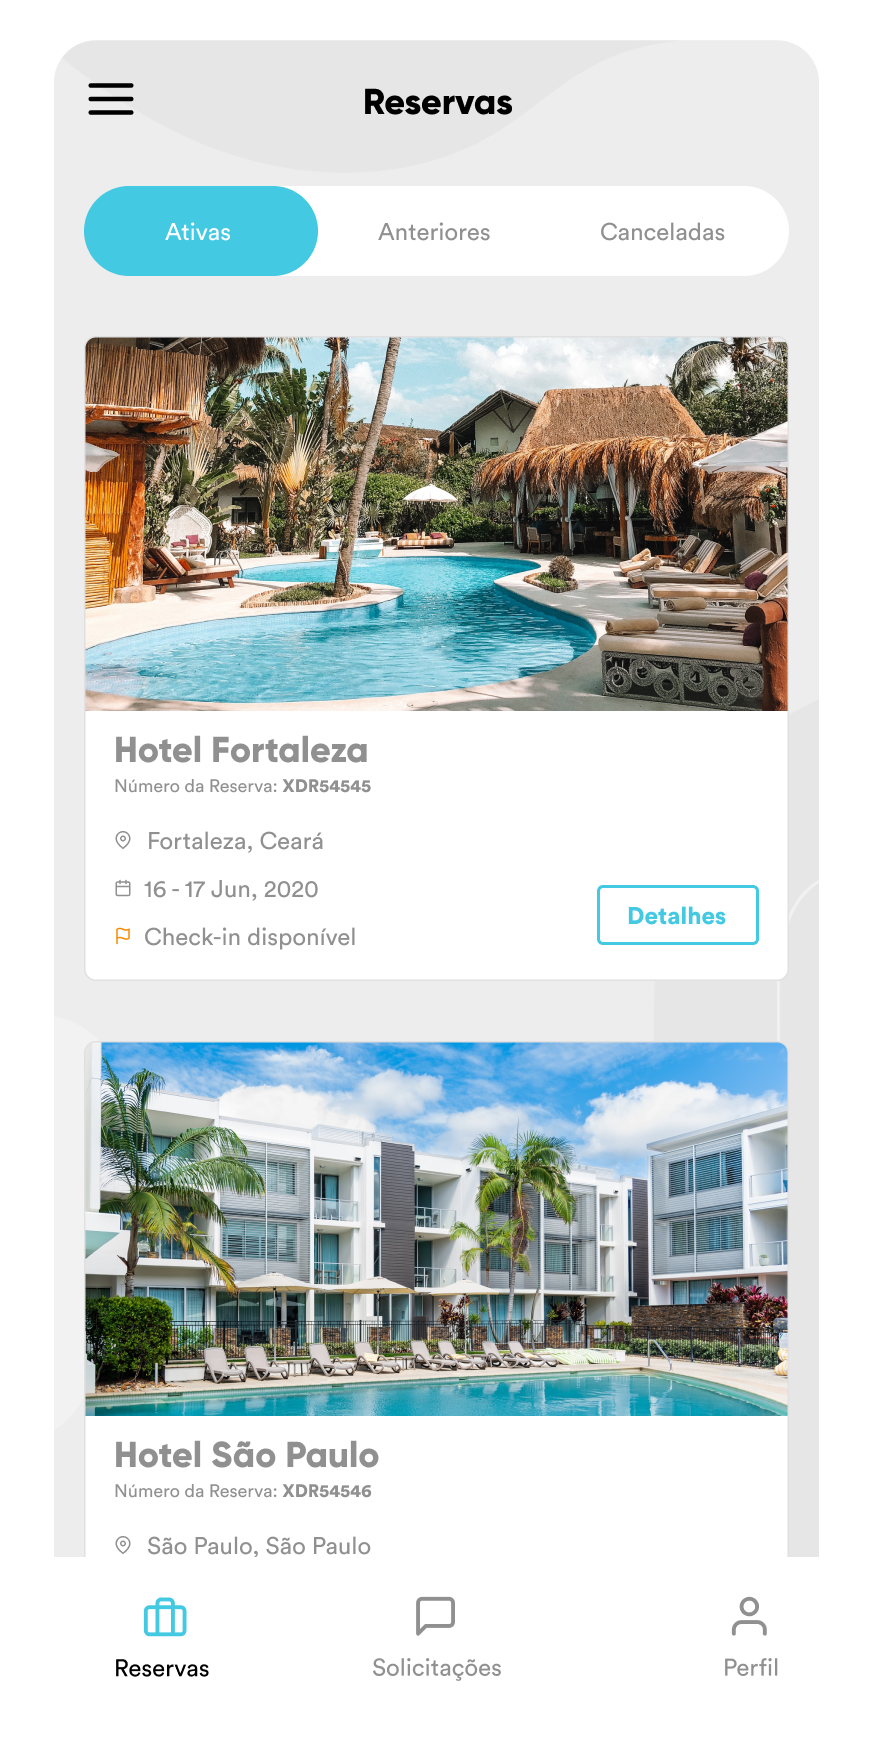 Reservas
Ativas
Anteriores
Canceladas
Hotel Fortaleza
Número da Reserva: XDR54545
Fortaleza, Ceará
16 - 17 Jun, 2020
Check-in disponível
Detalhes
Hotel São Paulo
Número da Reserva: XDR54546
São Paulo, São Paulo
Reservas
Solicitações
Perfil